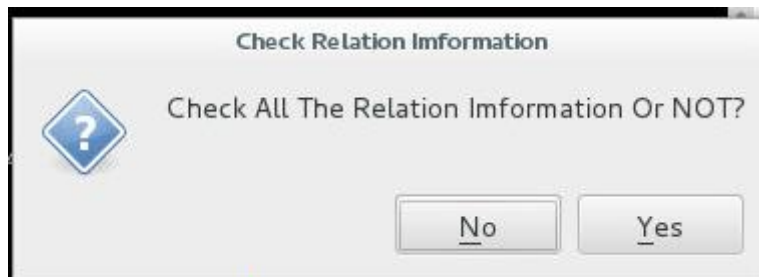 Check Relation Imformation
Check All The Relation Imformation Or NOT?
?
No
Yes